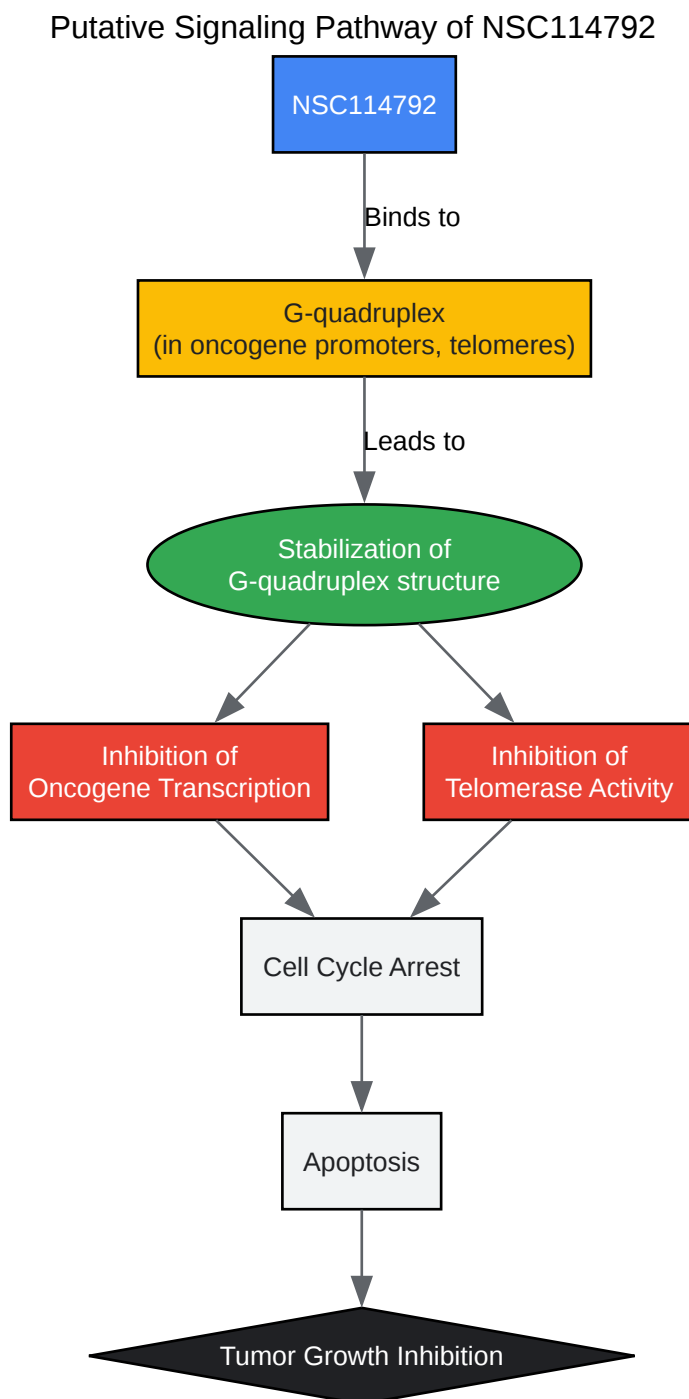 Putative Signaling Pathway of NSC114792
NSC114792
Binds to
G-quadruplex
(in oncogene promoters, telomeres)
Leads to
Stabilization of
G-quadruplex structure
Inhibition of
Oncogene Transcription
Inhibition of
Telomerase Activity
Cell Cycle Arrest
Apoptosis
Tumor Growth Inhibition